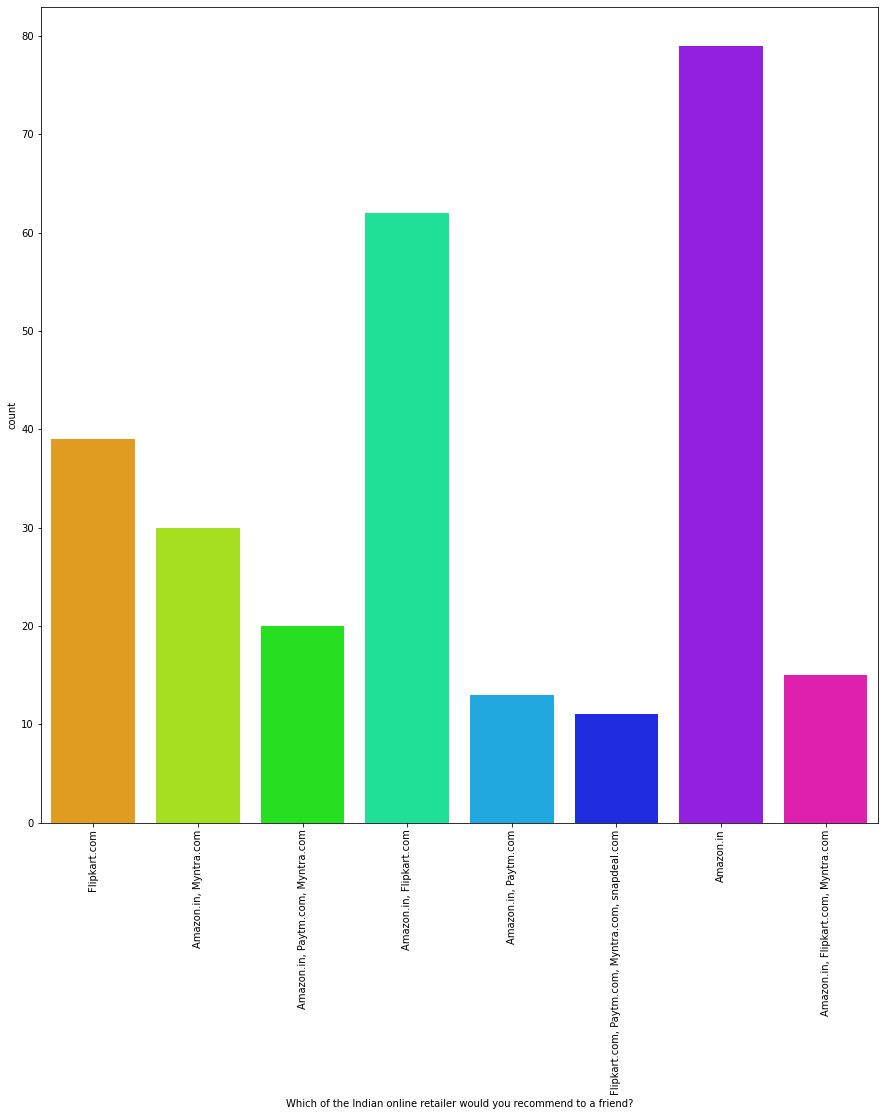 80
70
60
50
40
30
20
10
0
count
Flipkart.com
Amazon.in, Myntra.com
Amazon.in, Paytm.com, Myntra.com
Amazon.in, Flipkart.com
Amazon.in, Paytm.com
Flipkart.com, Paytm.com, Myntra.com, snapdeal.com
Amazon.in
Amazon.in, Flipkart.com, Myntra.com
Which of the Indian online retailer would you recommend to a friend?